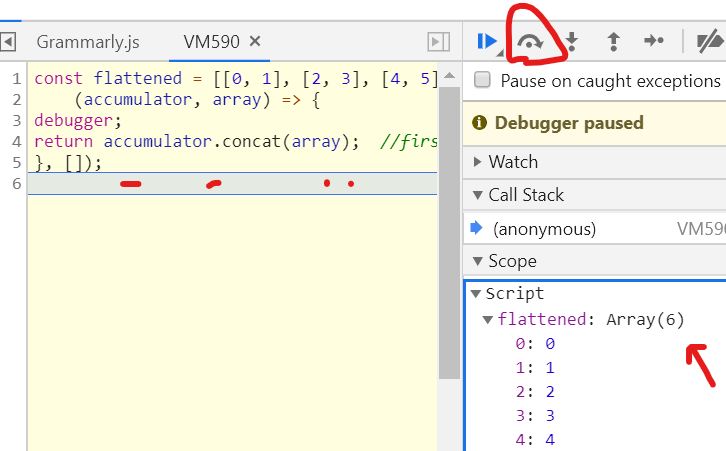 Grammarly.js VM590 ×
Pause on caught exceptions
1 const flattened = [[0, 1], [2, 3], [4, 5]
2 (accumulator, array) => {
3 debugger;
4 return accumulator.concat(array); //firs
5 }, []);
6
Debugger paused
Watch
Call Stack
(anonymous) VM590
Scope
Script
flattened: Array(6)
0: 0
1: 1
2: 2
3: 3
4: 4